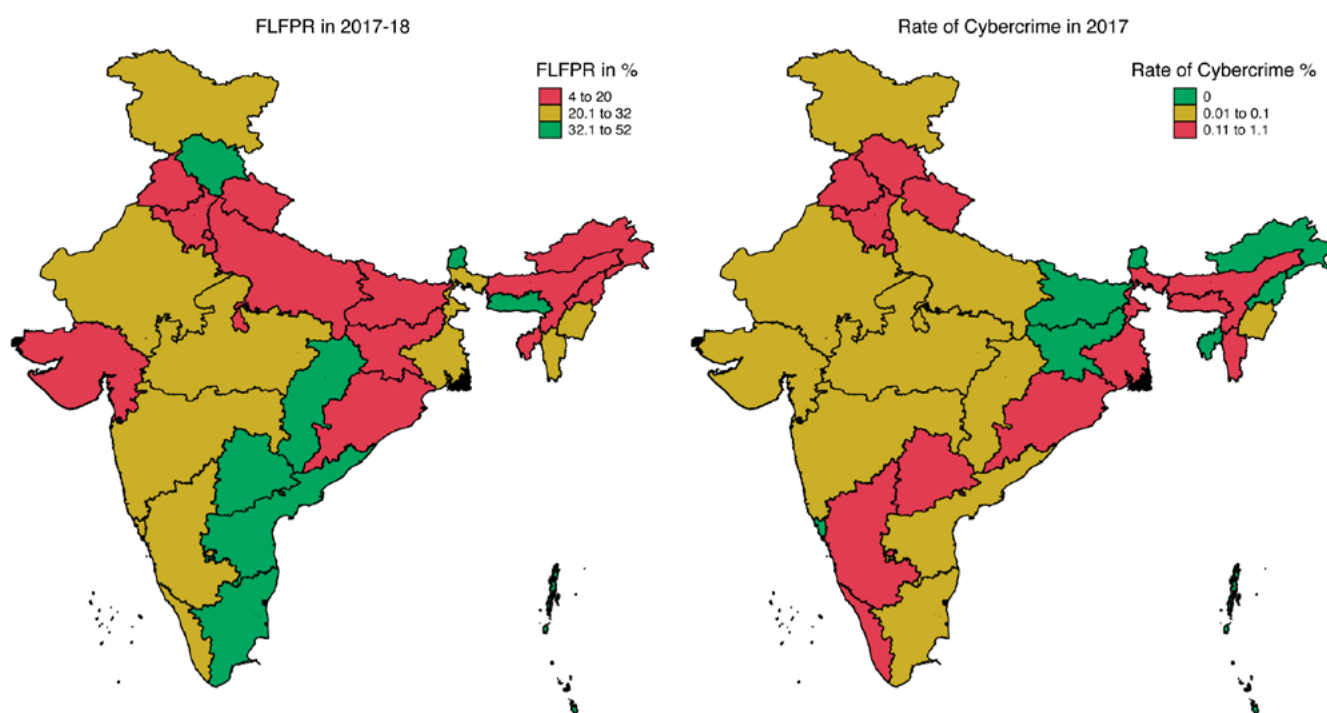 FLFPR in 2017-18
FLFPR in %
4 to 20
20.1 to 32
32.1 to 52
Rate of Cybercrime in 2017
Rate of Cybercrime %
0
0.01 to 0.1
0.11 to 1.1